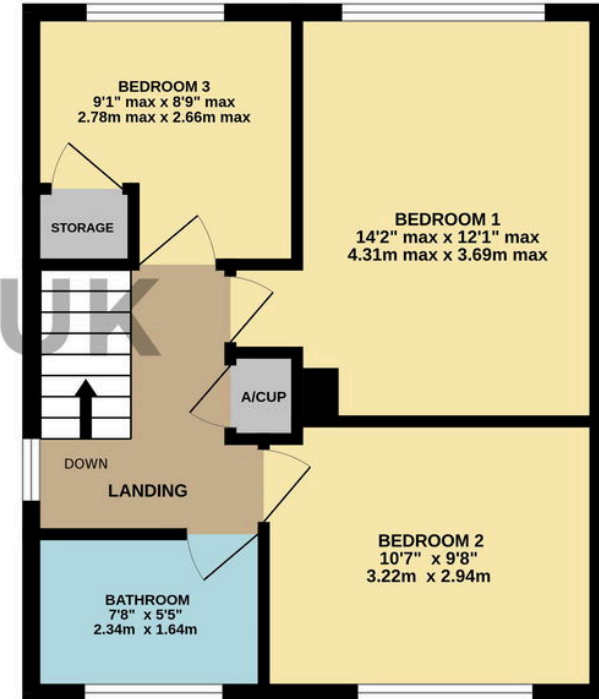 BEDROOM 3
9'1" max x 8'9" max
2.78m max x 2.66m max
STORAGE
BEDROOM 1
14'2" max x 12'1" max
4.31m max x 3.69m max
UK
A/CUP
DOWN
LANDING
BEDROOM 2
10'7" x 9'8"
3.22m x 2.94m
BATHROOM
7'8" x 5'5"
2.34m x 1.64m